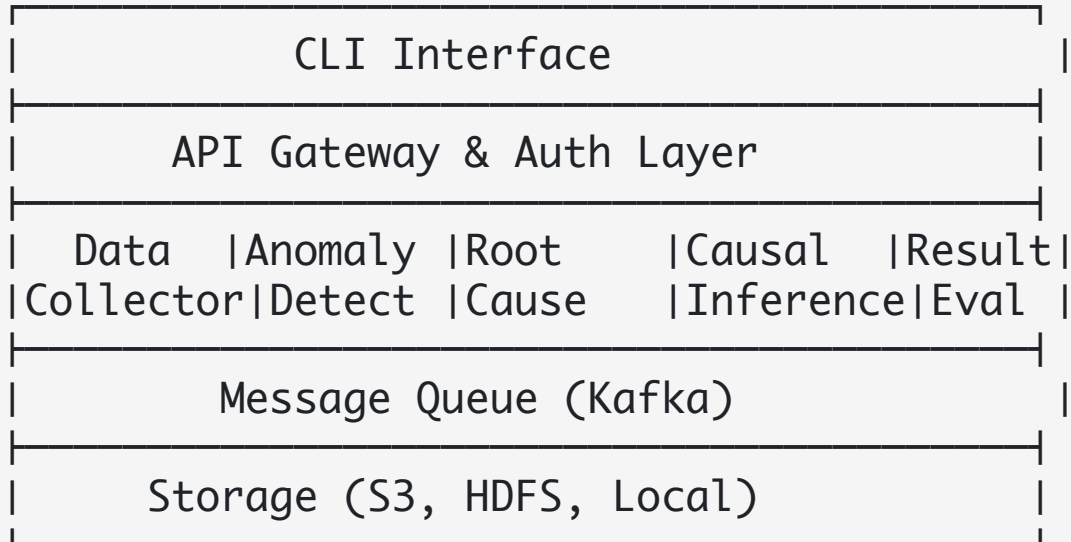 CLI Interface
API Gateway & Auth Layer
Data |Anomaly |Root |Causal |Result|
|Collector|Detect |Cause |Inference|Eval |
Message Queue (Kafka)
Storage (S3, HDFS, Local)